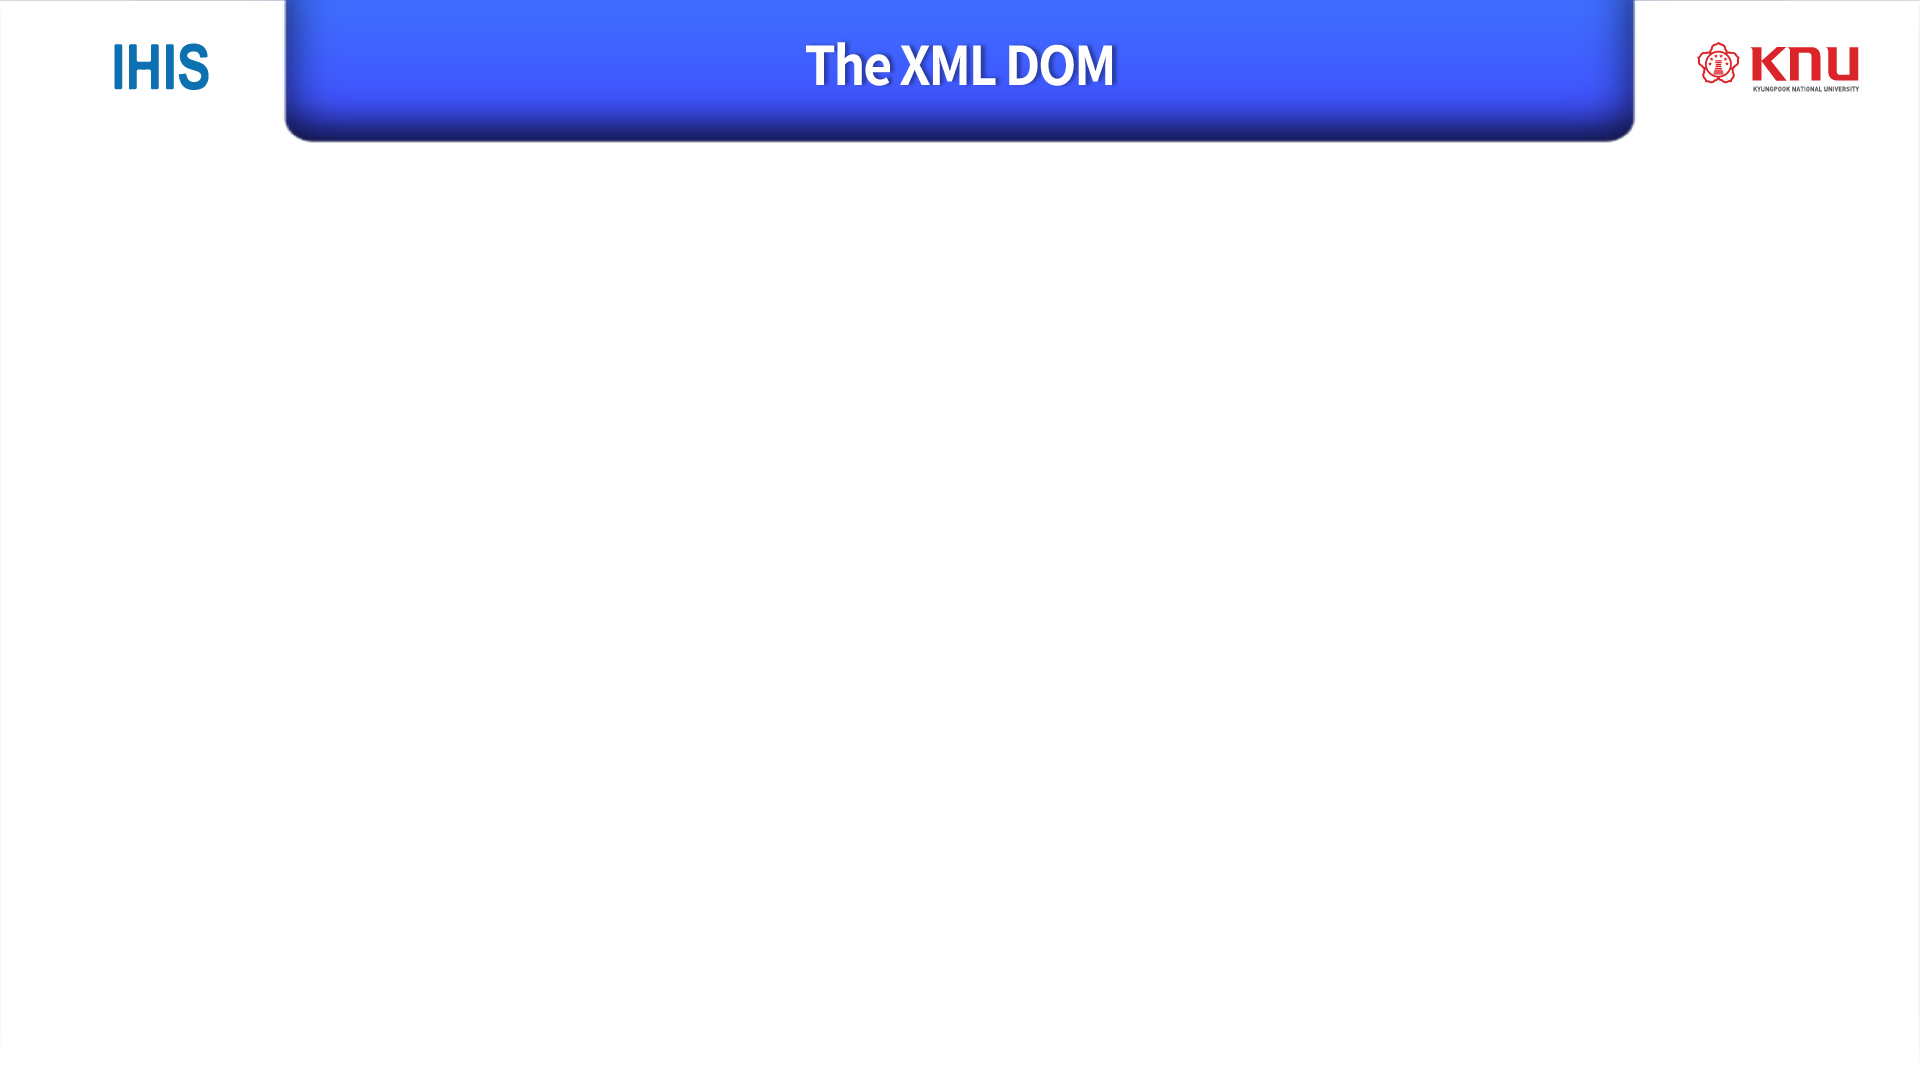 IHIS
The XML DOM
KNU
KYUNGPOOK NATIONAL UNIVERSITY